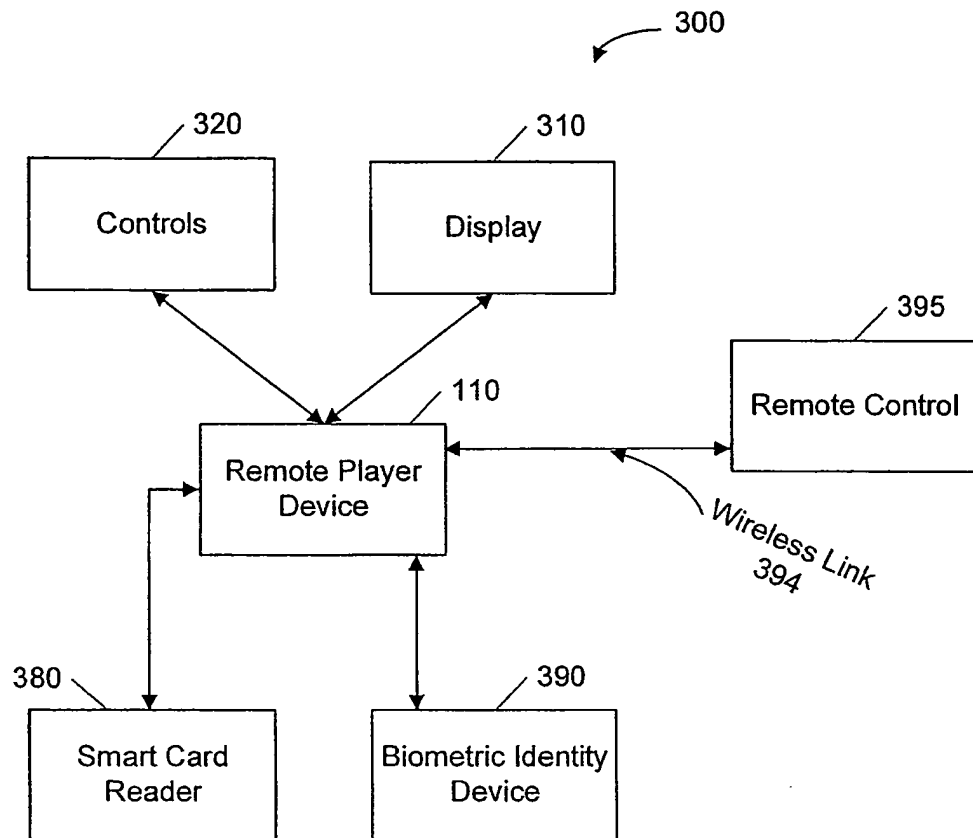 300
320
310
Controls
Display
395
Remote Control
110
Remote Player
Device
Wireless Link
394
380
390
Smart Card
Reader
Biometric Identity
Device